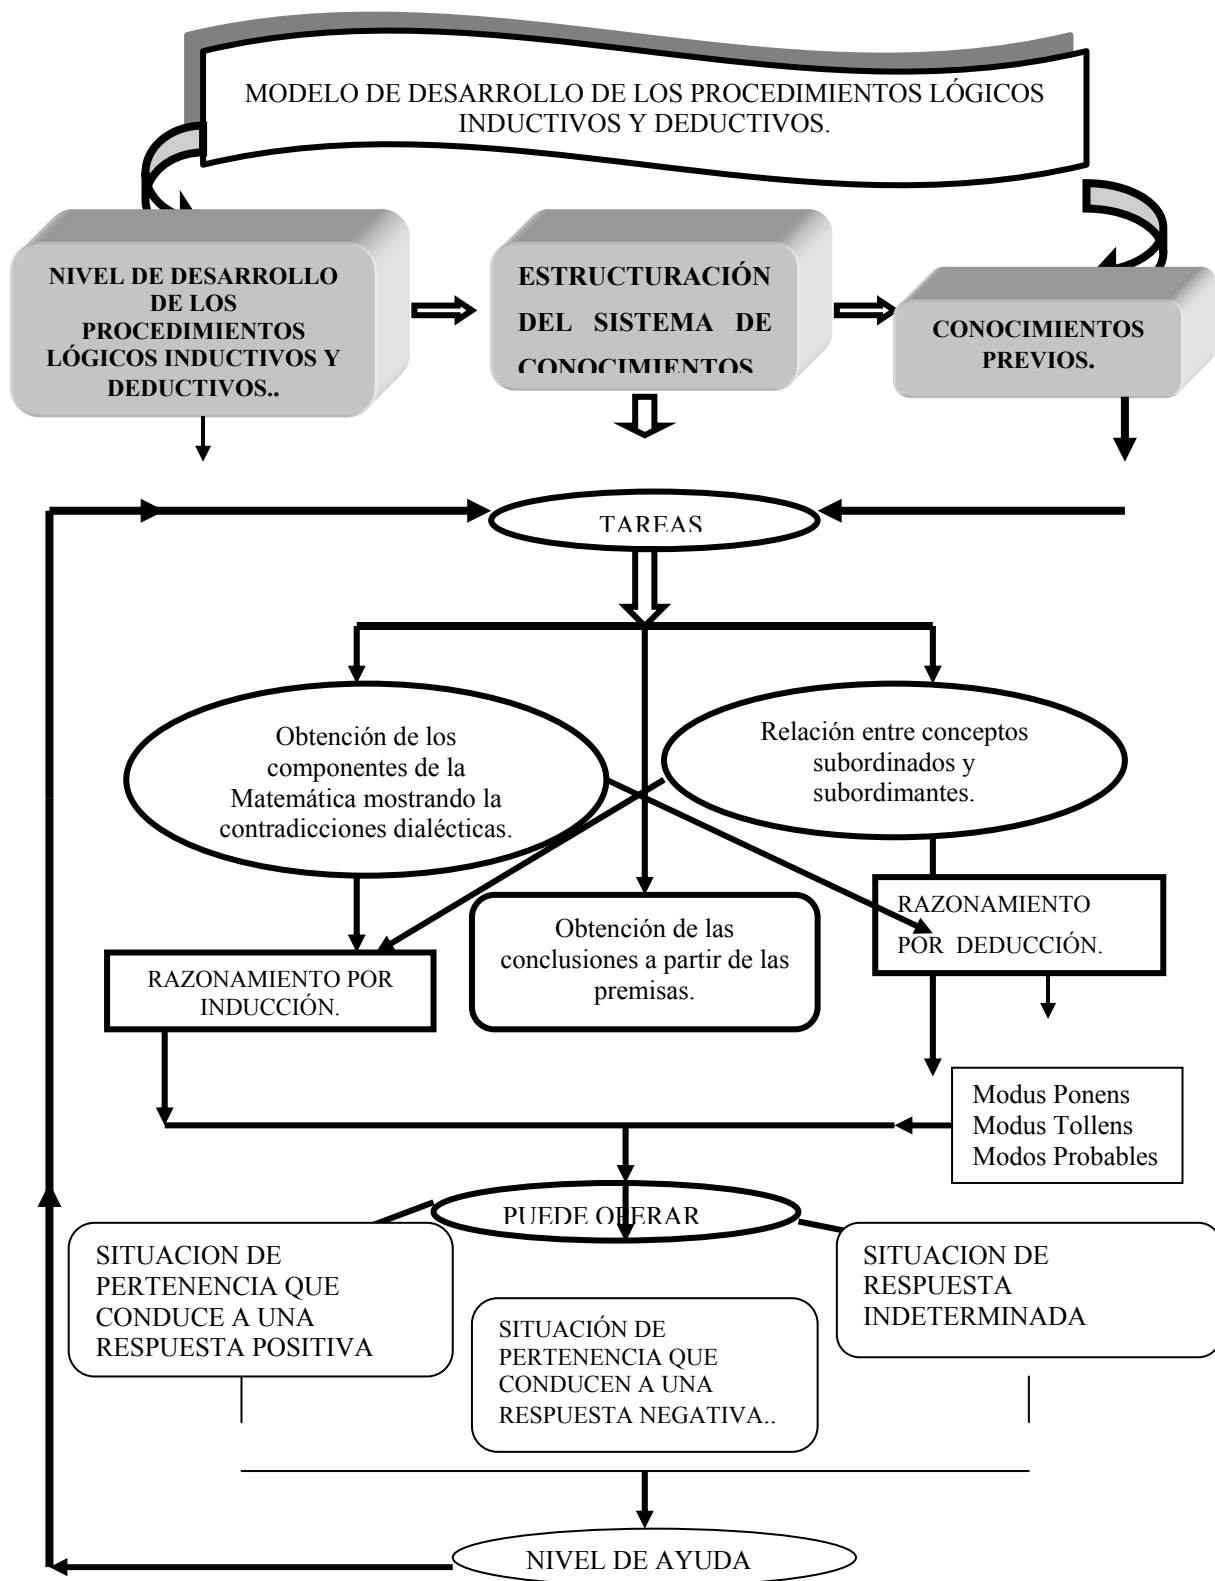 MODELO DE DESARROLLO DE LOS PROCEDIMIENTOS LÓGICOS
INDUCTIVOS Y DEDUCTIVOS.
NIVEL DE DESARROLLO
DE LOS
PROCEDIMIENTOS
LÓGICOS INDUCTIVOS Y
DEDUCTIVOS..
ESTRUCTURACIÓN
DEL SISTEMA DE
CONOCIMIENTOS
CONOCIMIENTOS
PREVIOS.
TAREAS
Obtención de los
componentes de la
Matemática mostrando la
contradicciones dialécticas.
Relación entre conceptos
subordinados y
subordimantes.
Obtención de las
conclusiones a partir de las
premisas.
RAZONAMIENTO
POR DEDUCCIÓN.
RAZONAMIENTO POR
INDUCCIÓN.
Modus Ponens
Modus Tollens
Modos Probables
PUEDE OPERAR
SITUACION DE
PERTENENCIA QUE
CONDUCE A UNA
RESPUESTA POSITIVA
SITUACIÓN DE
PERTENENCIA QUE
CONDUCEN A UNA
RESPUESTA NEGATIVA..
SITUACION DE
RESPUESTA
INDETERMINADA
NIVEL DE AYUDA